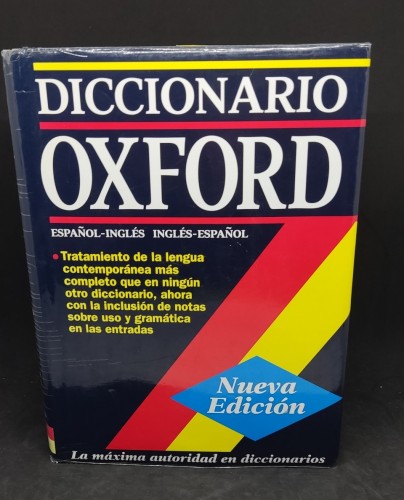 DICCIONARIO
OXFORD
ESPAÑOL-INGLÉS INGLÉS-ESPAÑOL
• Tratamiento de la lengua
contemporánea más
completo que en ningún
otro diccionario, ahora
con la inclusión de notas
sobre uso y gramática
en las entradas
Nueva
Edición
La máxima autoridad en diccionarios